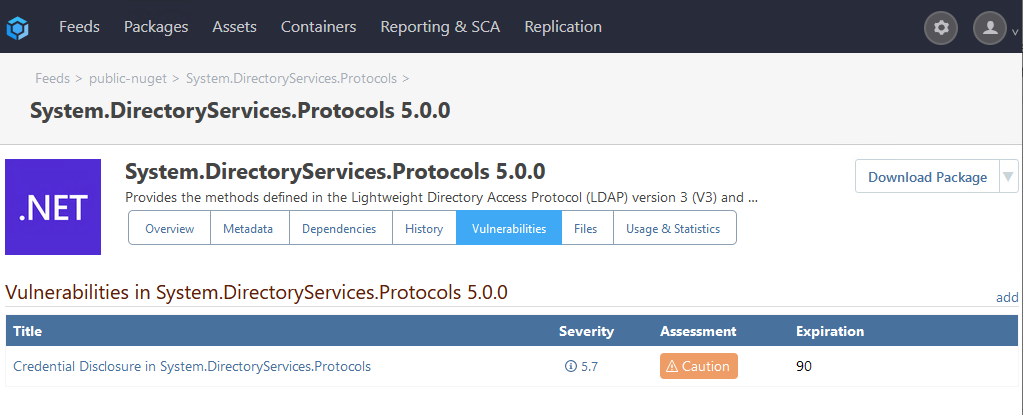 Feeds Packages Assets Containers Reporting & SCA Replication
Feeds > public-nuget > System.DirectoryServices.Protocols >
System.DirectoryServices.Protocols 5.0.0
.NET
System.DirectoryServices.Protocols 5.0.0
Download Package
Provides the methods defined in the Lightweight Directory Access Protocol (LDAP) version 3 (V3) and ...
Overview Metadata Dependencies History Vulnerabilities Files Usage & Statistics
Vulnerabilities in System.DirectoryServices.Protocols 5.0.0
add
Title Severity Assessment Expiration
Credential Disclosure in System.DirectoryServices.Protocols 5.7 Caution 90